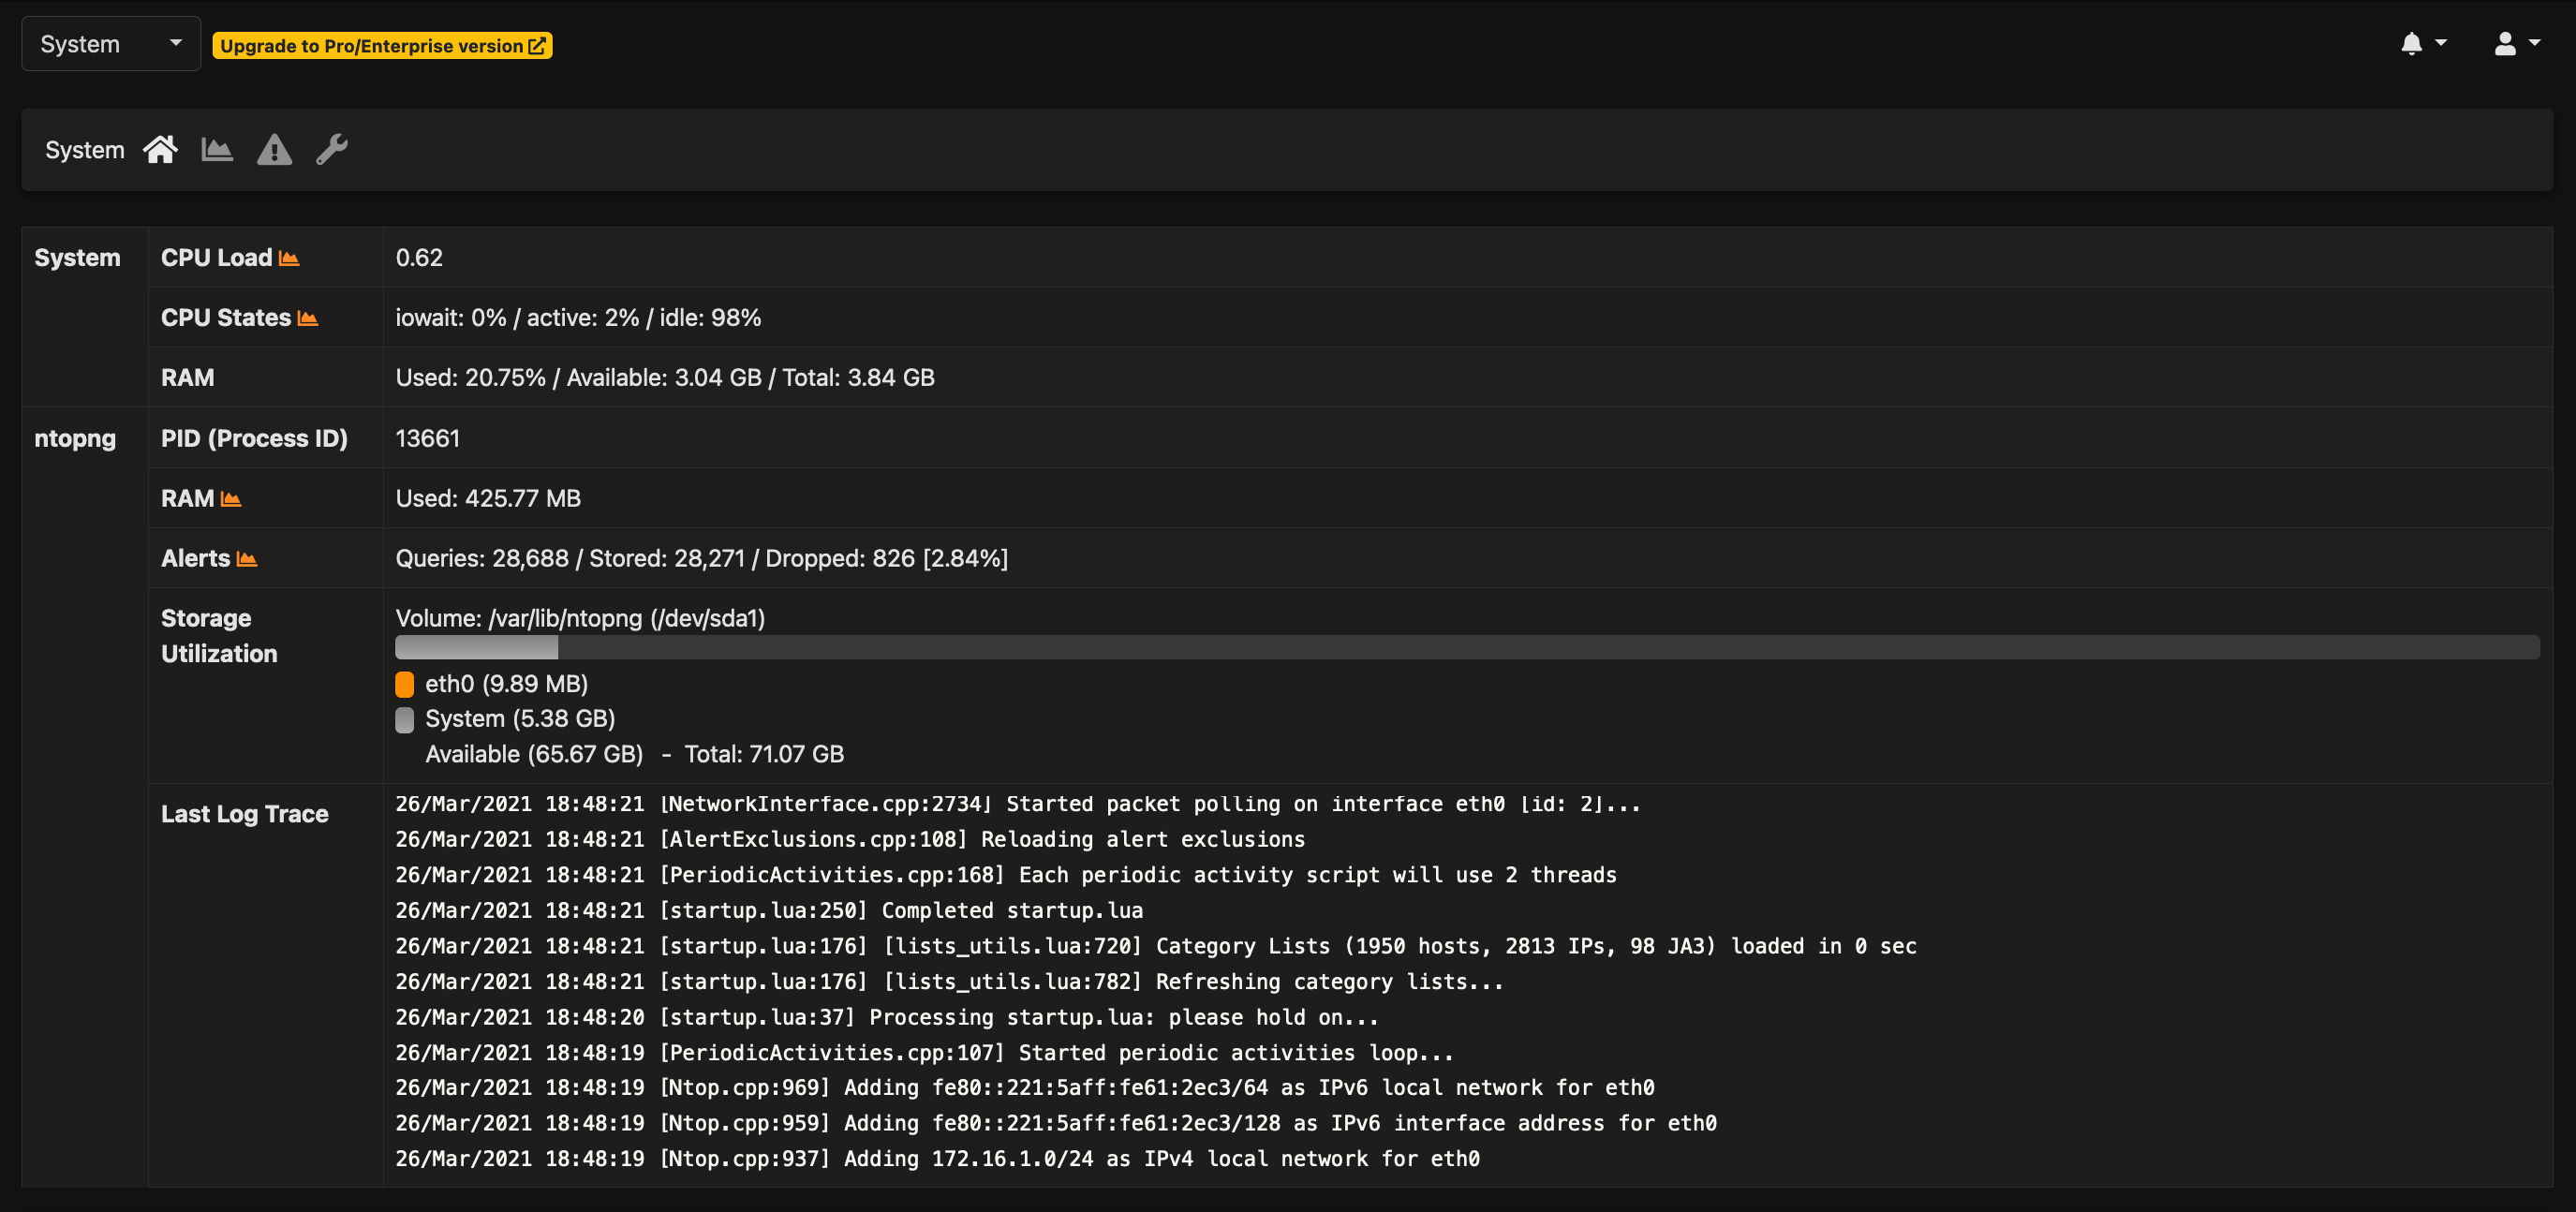 System
Upgrade to Pro/Enterprise version
System
System
CPU Load
0.62
CPU States
iowait: 0% / active: 2% / idle: 98%
RAM
Used: 20.75% / Available: 3.04 GB / Total: 3.84 GB
ntopng
PID (Process ID)
13661
RAM
Used: 425.77 MB
Alerts
Queries: 28,688 / Stored: 28,271 / Dropped: 826 [2.84%]
Storage
Utilization
Volume: /var/lib/ntopng (/dev/sda1)
eth0 (9.89 MB)
System (5.38 GB)
Available (65.67 GB) - Total: 71.07 GB
Last Log Trace
26/Mar/2021 18:48:21 [NetworkInterface.cpp:2734] Started packet polling on interface eth0 [id: 2]...
26/Mar/2021 18:48:21 [AlertExclusions.cpp:108] Reloading alert exclusions
26/Mar/2021 18:48:21 [PeriodicActivities.cpp:168] Each periodic activity script will use 2 threads
26/Mar/2021 18:48:21 [startup.lua:250] Completed startup.lua
26/Mar/2021 18:48:21 [startup.lua:176] [lists_utils.lua:720] Category Lists (1950 hosts, 2813 IPs, 98 JA3) loaded in 0 sec
26/Mar/2021 18:48:21 [startup.lua:176] [lists_utils.lua:782] Refreshing category lists...
26/Mar/2021 18:48:20 [startup.lua:37] Processing startup.lua: please hold on...
26/Mar/2021 18:48:19 [PeriodicActivities.cpp:107] Started periodic activities loop...
26/Mar/2021 18:48:19 [Ntop.cpp:969] Adding fe80::221:5aff:fe61:2ec3/64 as IPv6 local network for eth0
26/Mar/2021 18:48:19 [Ntop.cpp:959] Adding fe80::221:5aff:fe61:2ec3/128 as IPv6 interface address for eth0
26/Mar/2021 18:48:19 [Ntop.cpp:937] Adding 172.16.1.0/24 as IPv4 local network for eth0